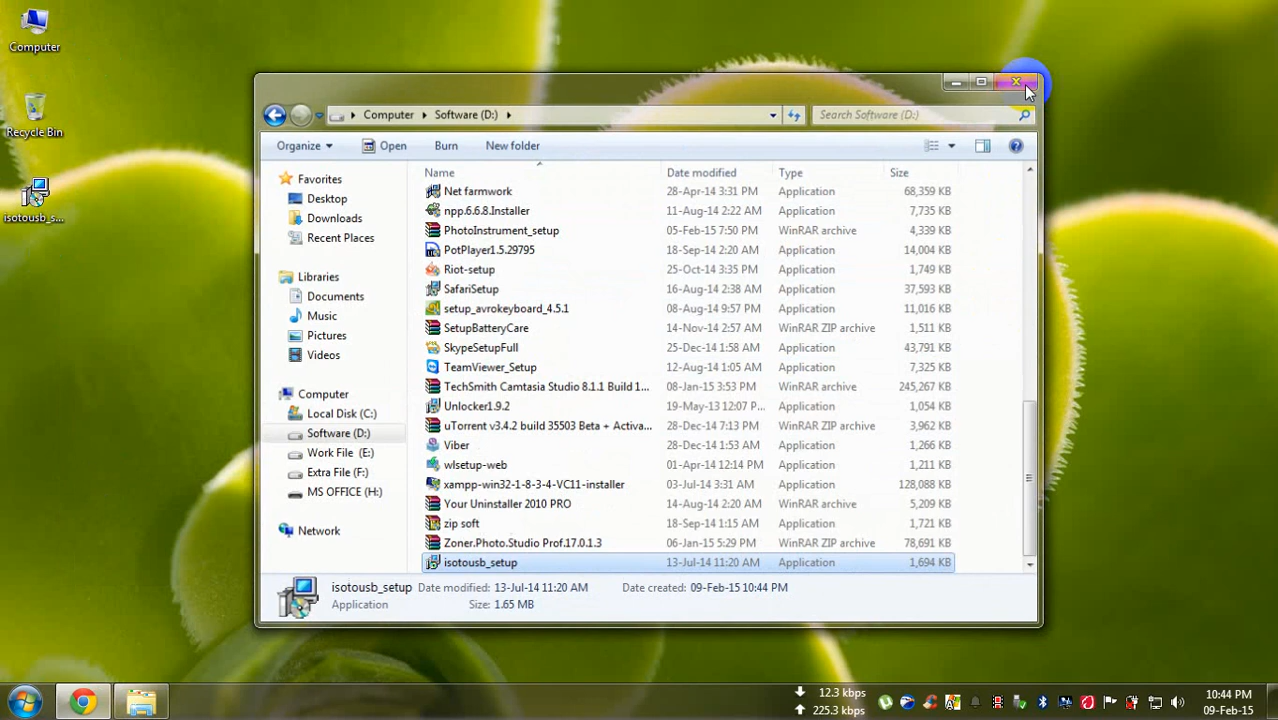 Computer
Recycle Bin
isotousb_s...
Computer Software (D:)
Search Software (D:)
Organize Open Burn New folder
Favorites
Desktop
Downloads
Recent Places
Libraries
Documents
Music
Pictures
Videos
Computer
Local Disk (C:)
Software (D:)
Work File (E:)
Extra File (F:)
MS OFFICE (H:)
Network
Name Date modified Type Size
Net farmwork 28-Apr-14 3:31 PM Application 68,359 KB
npp.6.6.8.Installer 11-Aug-14 2:22 AM Application 7,735 KB
PhotoInstrument_setup 05-Feb-15 7:50 PM WinRAR archive 4,339 KB
PotPlayer1.5.29795 18-Sep-14 2:20 AM Application 14,004 KB
Riot-setup 25-Oct-14 3:35 PM Application 1,749 KB
SafariSetup 16-Aug-14 2:38 AM Application 37,593 KB
setup_avrokeyboard_4.5.1 08-Aug-14 9:57 PM Application 11,016 KB
SetupBatteryCare 14-Nov-14 2:57 AM WinRAR ZIP archive 1,511 KB
SkypeSetupFull 25-Dec-14 1:58 AM Application 43,791 KB
TeamViewer_Setup 12-Aug-14 1:05 AM Application 7,325 KB
TechSmith Camtasia Studio 8.1.1 Build 1... 08-Jan-15 3:53 PM WinRAR archive 245,267 KB
Unlocker1.9.2 19-May-13 12:07 P... Application 1,054 KB
uTorrent v3.4.2 build 35503 Beta + Activa... 28-Dec-14 7:13 PM WinRAR ZIP archive 3,962 KB
Viber 28-Dec-14 1:53 AM Application 1,266 KB
wlsetup-web 01-Apr-14 12:14 PM Application 1,211 KB
xampp-win32-1-8-3-4-VC11-installer 03-Jul-14 3:31 AM Application 128,088 KB
Your Uninstaller 2010 PRO 14-Aug-14 2:20 AM WinRAR archive 5,209 KB
zip soft 18-Sep-14 1:15 AM Application 1,721 KB
Zoner.Photo.Studio Prof.17.0.1.3 06-Jan-15 5:29 PM WinRAR ZIP archive 78,691 KB
isotousb_setup 13-Jul-14 11:20 AM Application 1,694 KB
isotousb_setup Date modified: 13-Jul-14 11:20 AM Date created: 09-Feb-15 10:44 PM
Application Size: 1.65 MB
12.3 kbps
225.3 kbps
10:44 PM
09-Feb-15